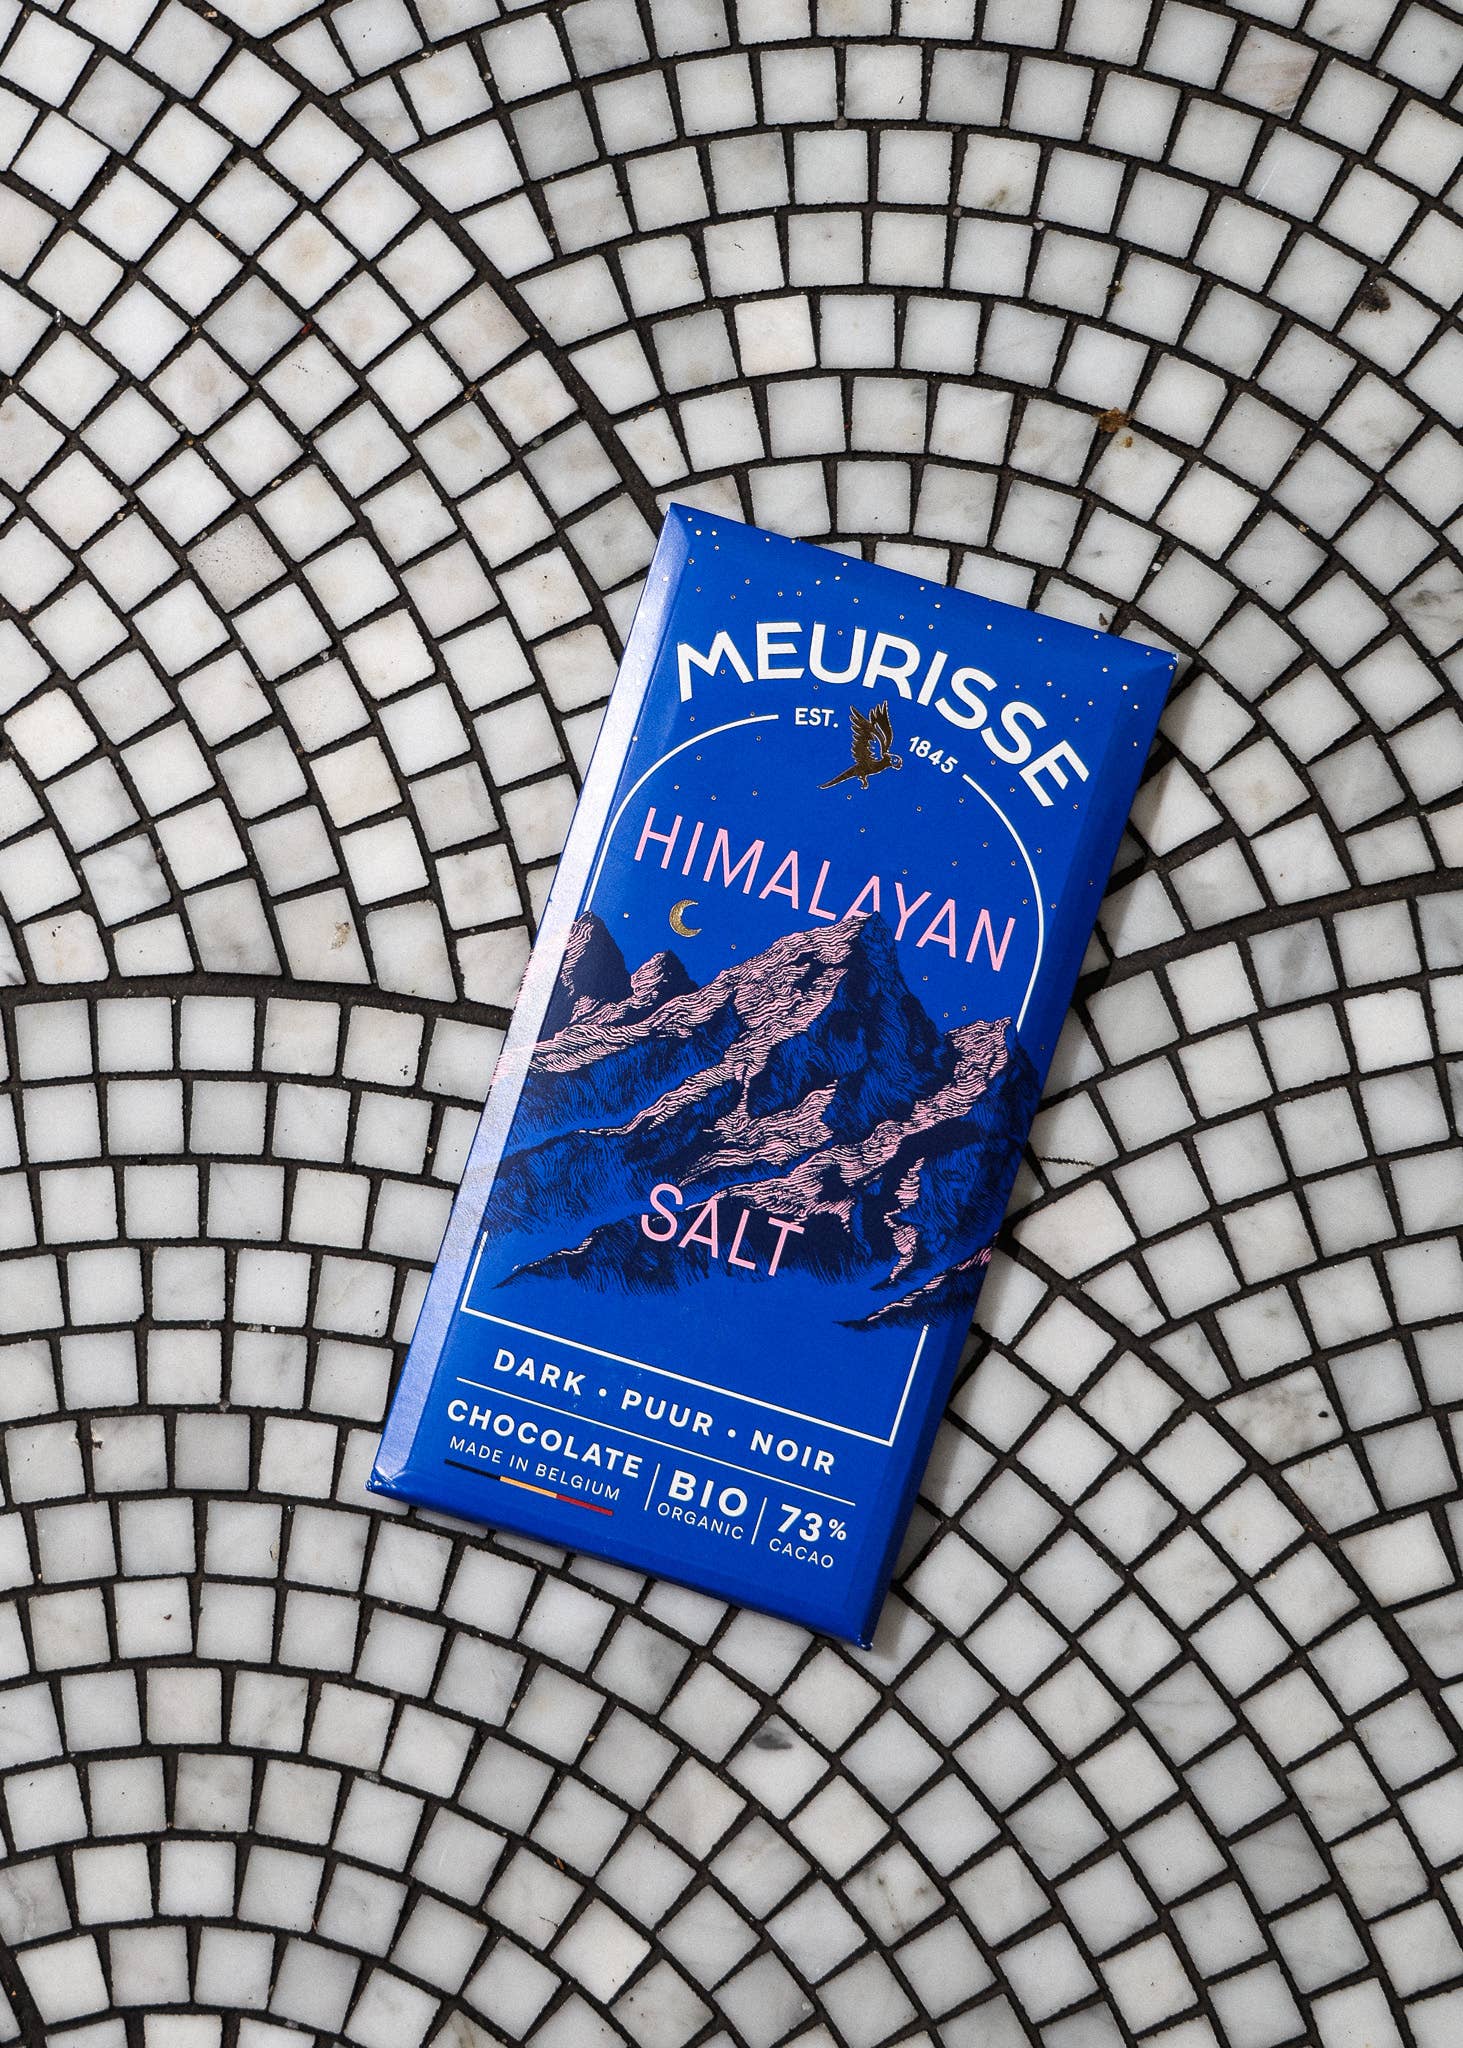 MEURISSE
EST. 1845
HIMALAYAN
SALT
DARK • PUUR • NOIR
CHOCOLATE
MADE IN BELGIUM
BIO
ORGANIC
73%
CACAO